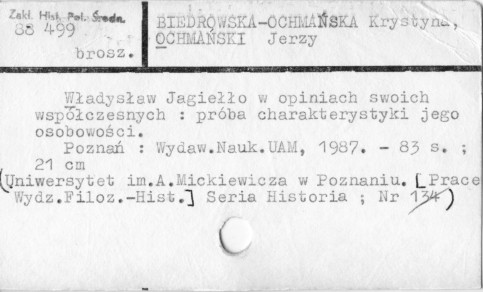 Zakł. Hist. Pol. Średn.
88 499
brosz.
BIEDROWSKA-OCHMAŃSKA Krystyna,
OCHMAŃSKI Jerzy
Władysław Jagiełło w opiniach swoich
współczesnych : próba charakterystyki jego
osobowości.
Poznań : Wydaw.Nauk.UAM, 1987. - 83 s. ;
21 cm
(Uniwersytet im.A.Mickiewicza w Poznaniu. [Prace
Wydz.Filoz.-Hist.] Seria Historia ; Nr 134)